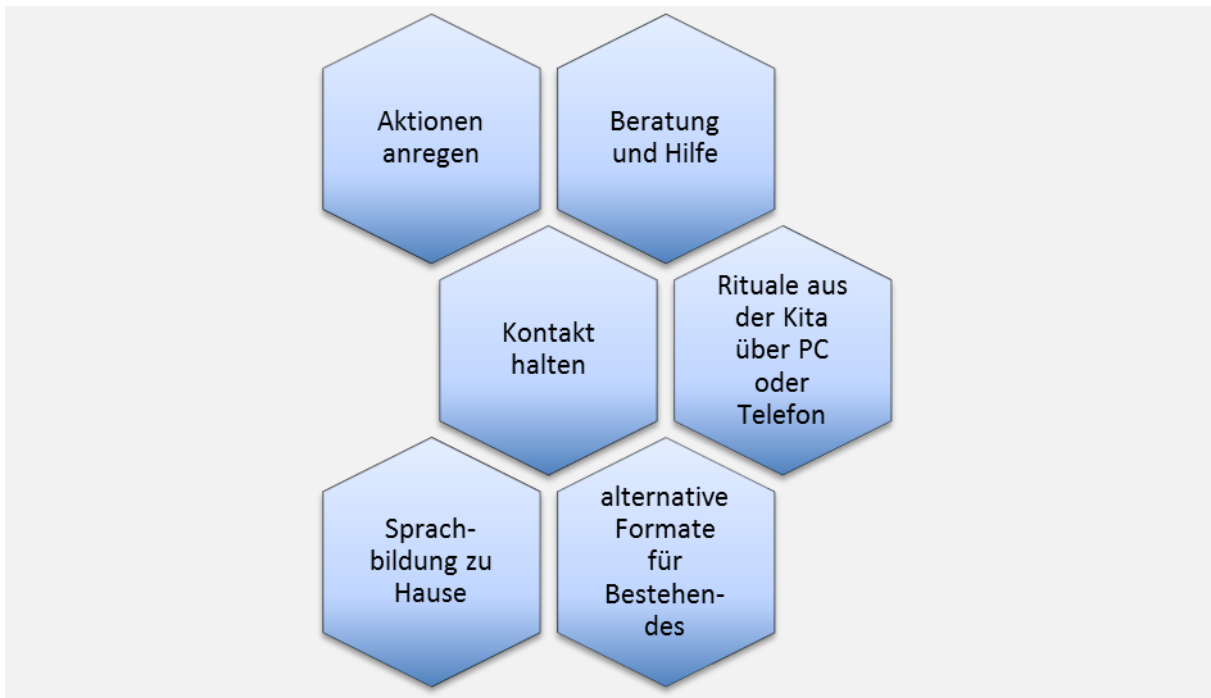 Aktionen
anregen
Beratung
und Hilfe
Kontakt
halten
Rituale aus
der Kita
über PC
oder
Telefon
Sprach-
bildung zu
Hause
alternative
Formate
für
Bestehen-
des